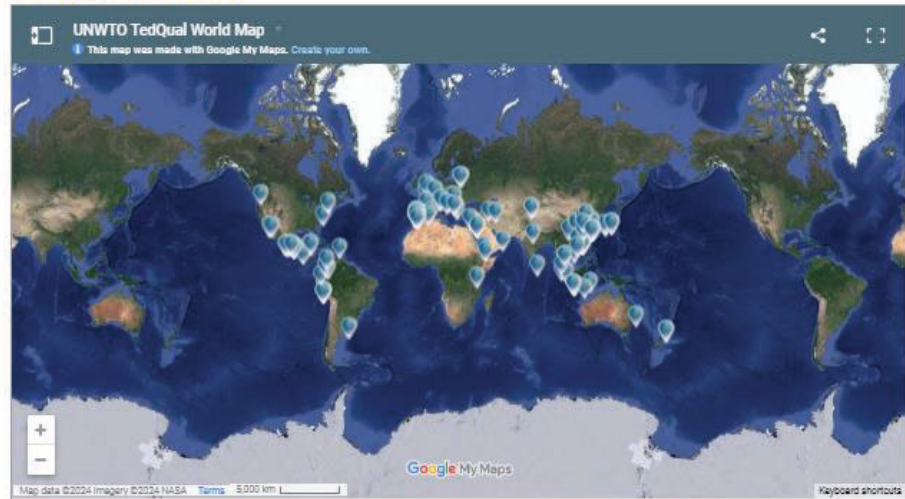 UNWTO TedQual World Map
This map was made with Google My Maps. Create your own.
+
−
Google My Maps
Map data ©2024 Imagery ©2024 NASA Terms 5,000 km
Keyboard shortcuts